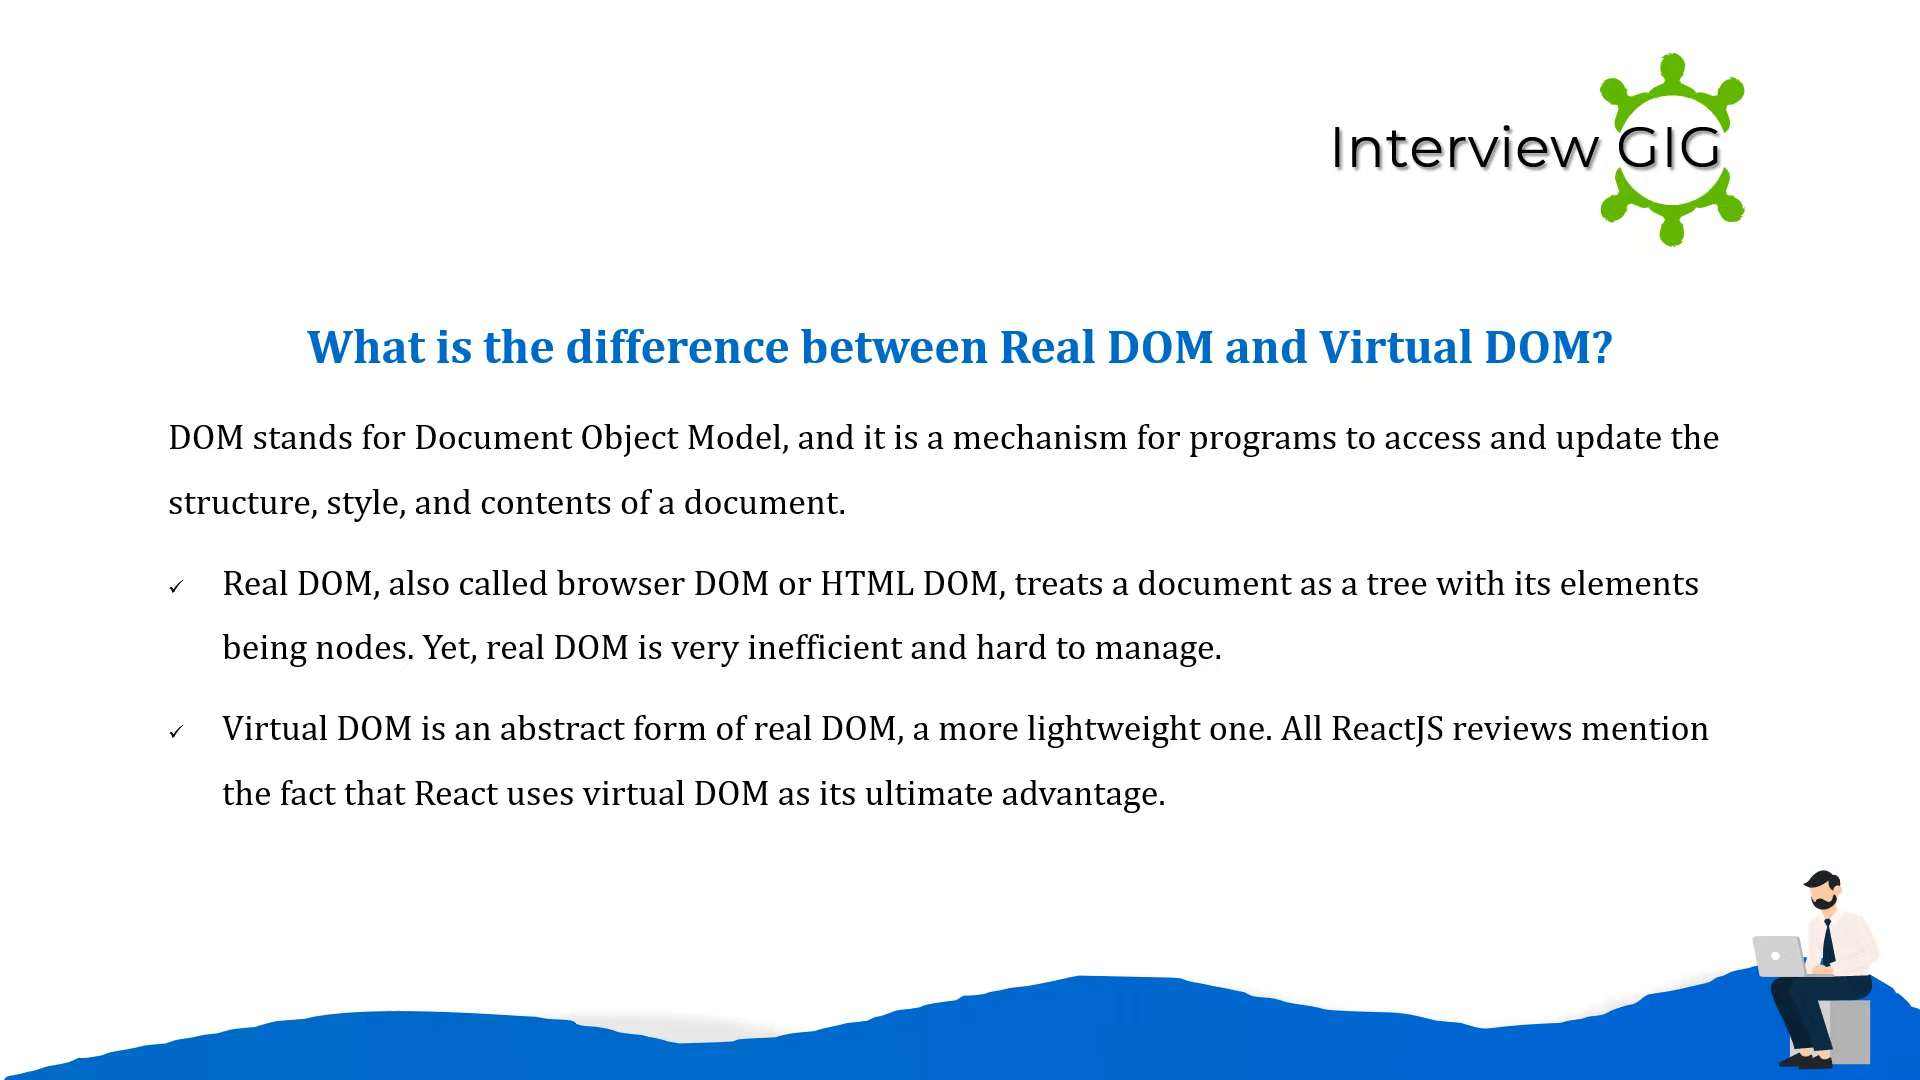 Interview GIG
What is the difference between Real DOM and Virtual DOM?
DOM stands for Document Object Model, and it is a mechanism for programs to access and update the
structure, style, and contents of a document.
✓ Real DOM, also called browser DOM or HTML DOM, treats a document as a tree with its elements
being nodes. Yet, real DOM is very inefficient and hard to manage.
✓ Virtual DOM is an abstract form of real DOM, a more lightweight one. All ReactJS reviews mention
the fact that React uses virtual DOM as its ultimate advantage.